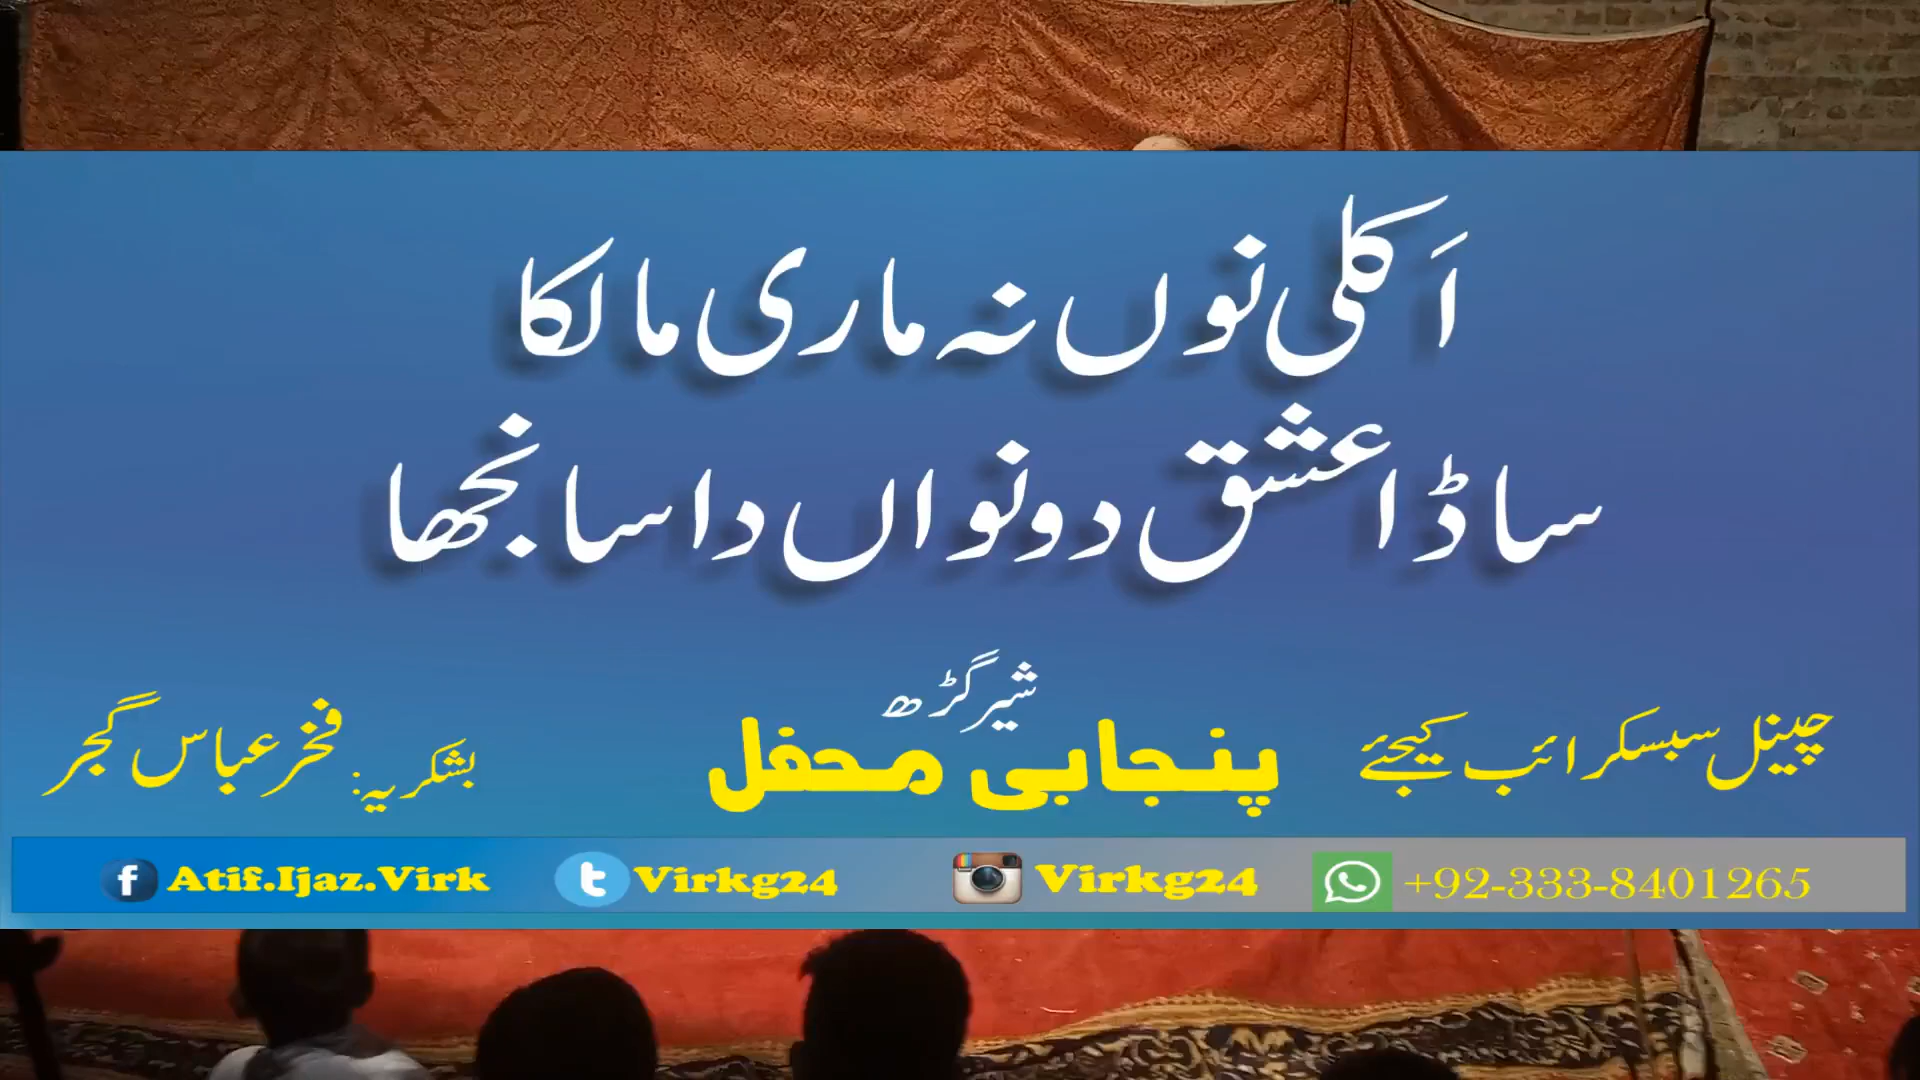 اَکلی نوں نہ ماری مالکا
ساڈا عشق دونواں دا سانجھا
شیر گڑھ
چینل سبسکرائب کیجئے
پنجابی محفل
بشکریہ: فخر عباس گجر
Atif.Ijaz.Virk Virkg24 Virkg24 +92-333-8401265